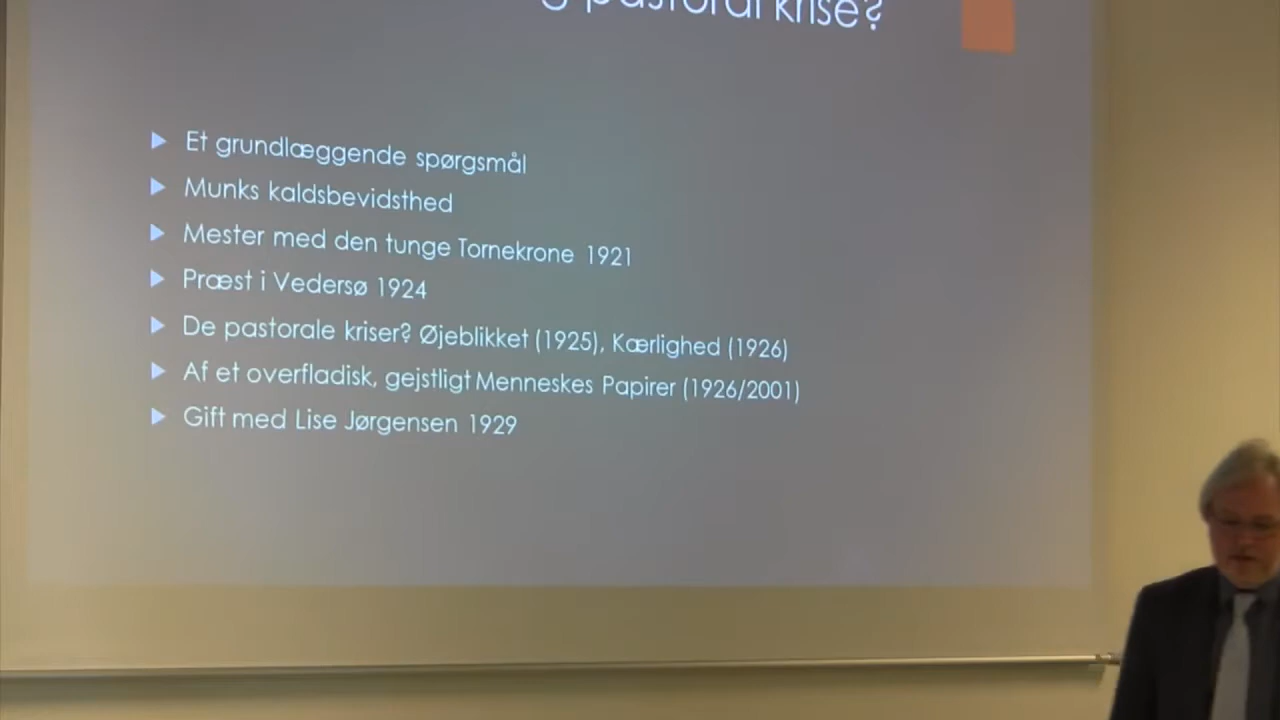 pastoral krise?
Et grundlæggende spørgsmål
Munks kaldsbevidsthed
Mester med den tunge Tornekrone 1921
Præst i Vedersø 1924
De pastorale kriser? Øjeblikket (1925), Kærlighed (1926)
Af et overfladisk, gejstligt Menneskes Papirer (1926/2001)
Gift med Lise Jørgensen 1929